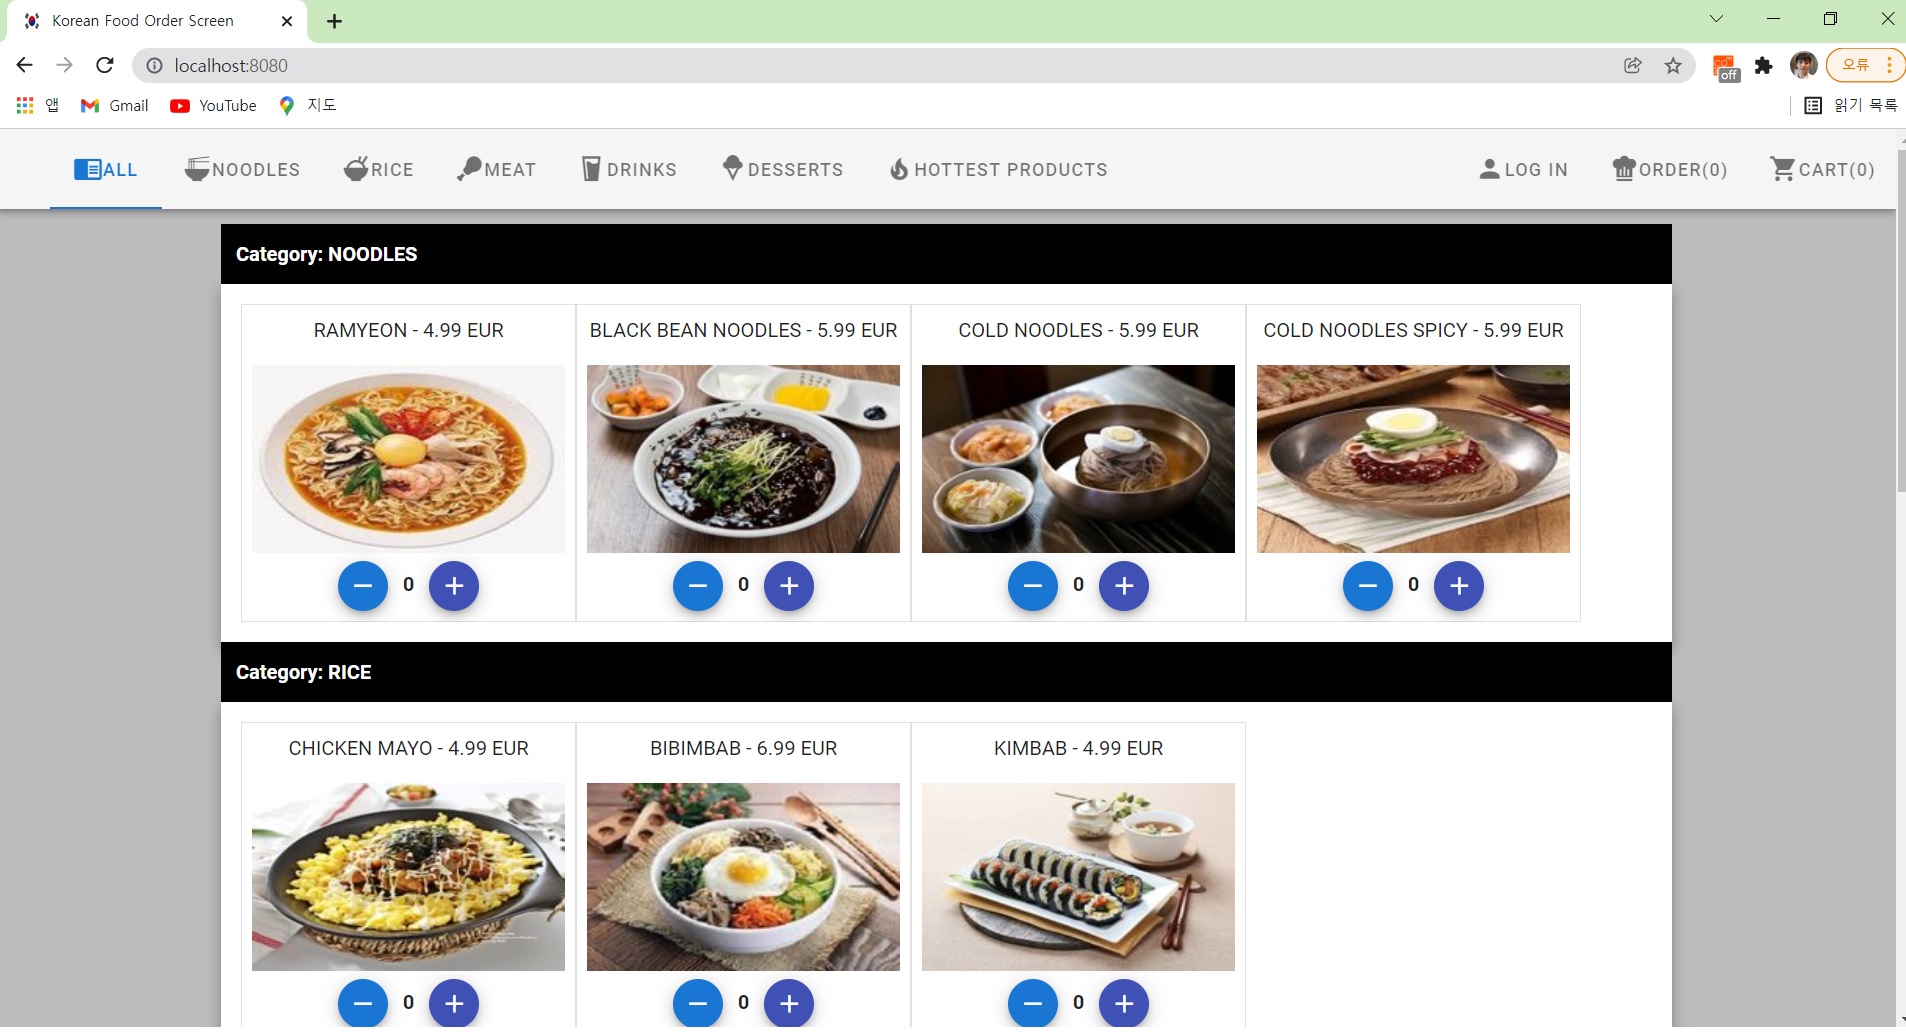 Korean Food Order Screen
localhost:8080
off
오류
앱 Gmail YouTube 지도 읽기 목록
ALL NOODLES RICE MEAT DRINKS DESSERTS HOTTEST PRODUCTS LOG IN ORDER(0) CART(0)
Category: NOODLES
RAMYEON - 4.99 EUR BLACK BEAN NOODLES - 5.99 EUR COLD NOODLES - 5.99 EUR COLD NOODLES SPICY - 5.99 EUR
0 0 0 0
Category: RICE
CHICKEN MAYO - 4.99 EUR BIBIMBAB - 6.99 EUR KIMBAB - 4.99 EUR
0 0 0